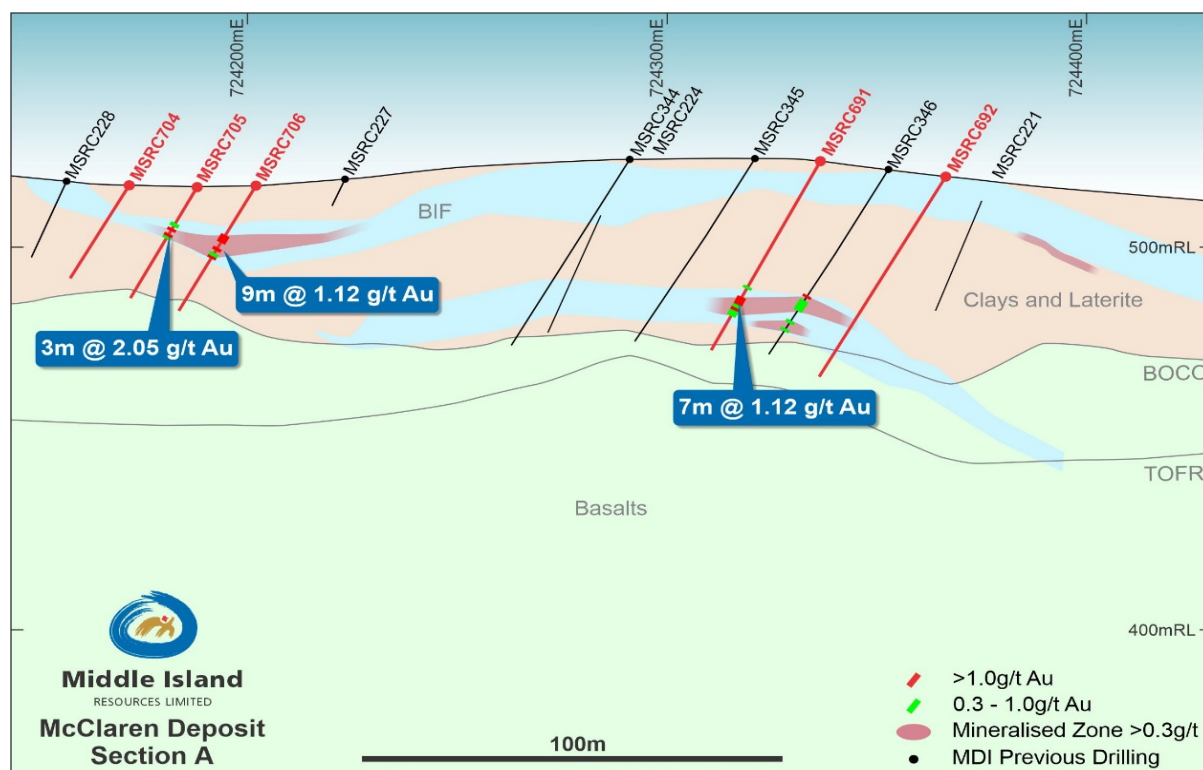 724200mE
724300mE
724400mE
MSRC228
MSRC704
MSRC705
MSRC706
MSRC227
MSRC344
MSRC224
MSRC345
MSRC691
MSRC346
MSRC692
MSRC221
BIF
500mRL
9m @ 1.12 g/t Au
Clays and Laterite
3m @ 2.05 g/t Au
BOCO
7m @ 1.12 g/t Au
TOFR
Basalts
400mRL
Middle Island
RESOURCES LIMITED
McClaren Deposit
Section A
100m
>1.0g/t Au
0.3 - 1.0g/t Au
Mineralised Zone >0.3g/t
MDI Previous Drilling